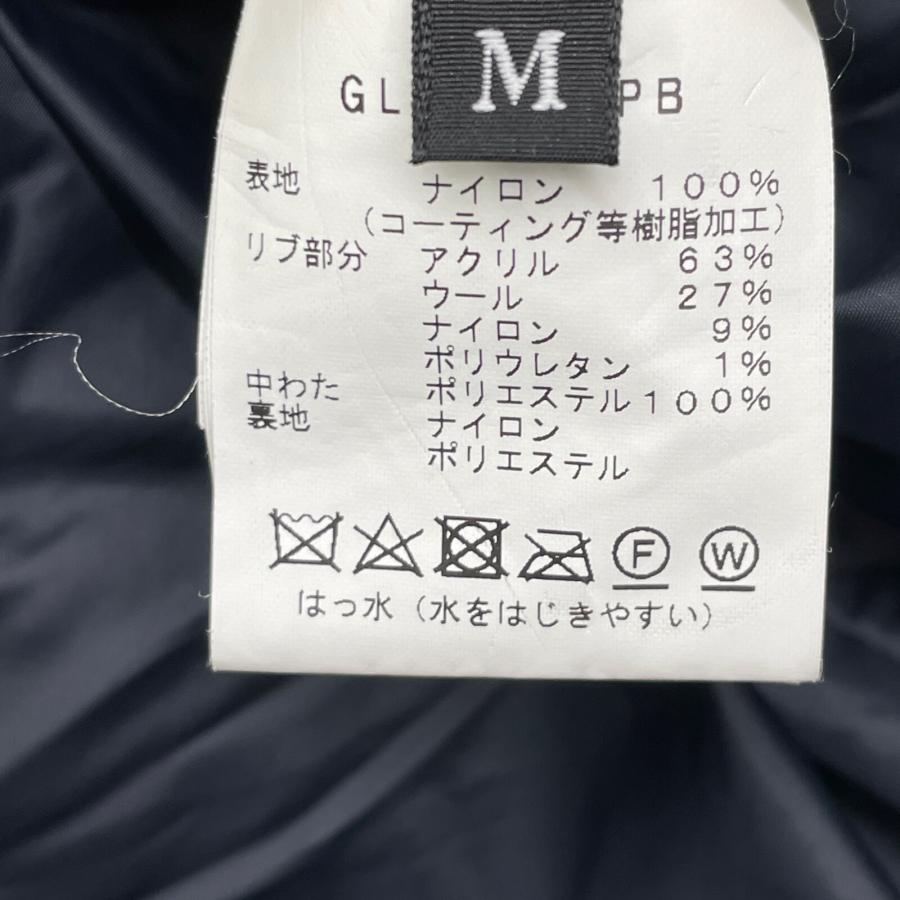 M
GL PB
表地 ナイロン 100%
(コーティング等樹脂加工)
リブ部分 アクリル 63%
ウール 27%
ナイロン 9%
ポリウレタン 1%
中わた ポリエステル 100%
裏地 ナイロン
ポリエステル
F W
はっ水(水をはじきやすい)